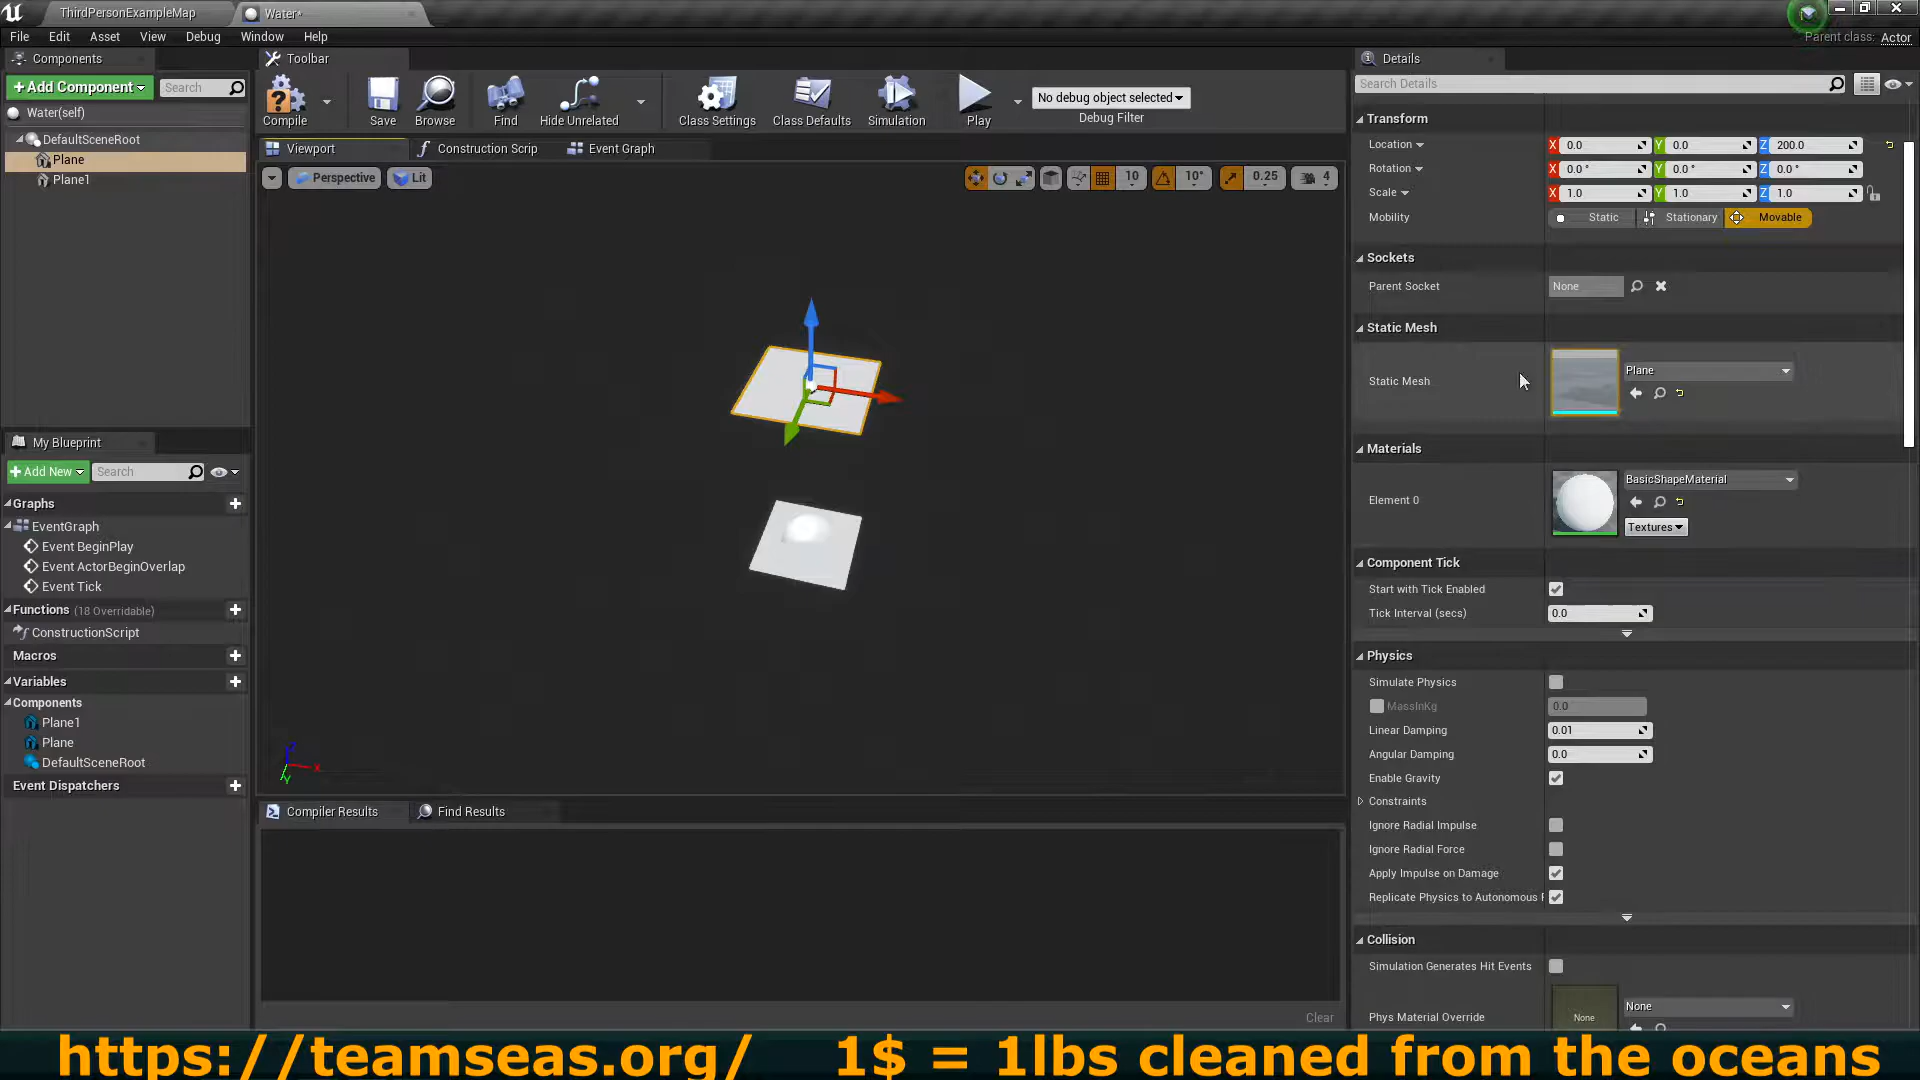 ThirdPersonExampleMap
Water*
File Edit Asset View Debug Window Help
Parent class: Actor
Components
Toolbar
Details
+Add Component
Search
Compile
Save
Browse
Find
Hide Unrelated
Class Settings
Class Defaults
Simulation
Play
No debug object selected
Debug Filter
Search Details
Water(self)
DefaultSceneRoot
Plane
Plane1
Viewport
Construction Scrip
Event Graph
Perspective
Lit
10
10°
0.25
4
Transform
Location X 0.0 Y 0.0 Z 200.0
Rotation X 0.0 ° Y 0.0 ° Z 0.0 °
Scale X 1.0 Y 1.0 Z 1.0
Mobility Static Stationary Movable
Sockets
Parent Socket None
Static Mesh
Static Mesh Plane
Materials
Element 0 BasicShapeMaterial
Textures
Component Tick
Start with Tick Enabled
Tick Interval (secs) 0.0
Physics
Simulate Physics
MassInKg 0.0
Linear Damping 0.01
Angular Damping 0.0
Enable Gravity
Constraints
Ignore Radial Impulse
Ignore Radial Force
Apply Impulse on Damage
Replicate Physics to Autonomous
Collision
Simulation Generates Hit Events
Phys Material Override None None
My Blueprint
+Add New
Search
Graphs
EventGraph
Event BeginPlay
Event ActorBeginOverlap
Event Tick
Functions (18 Overridable)
ConstructionScript
Macros
Variables
Components
Plane1
Plane
DefaultSceneRoot
Event Dispatchers
Z X Y
Compiler Results
Find Results
Clear
https://teamseas.org/ 1$ = 1lbs cleaned from the oceans